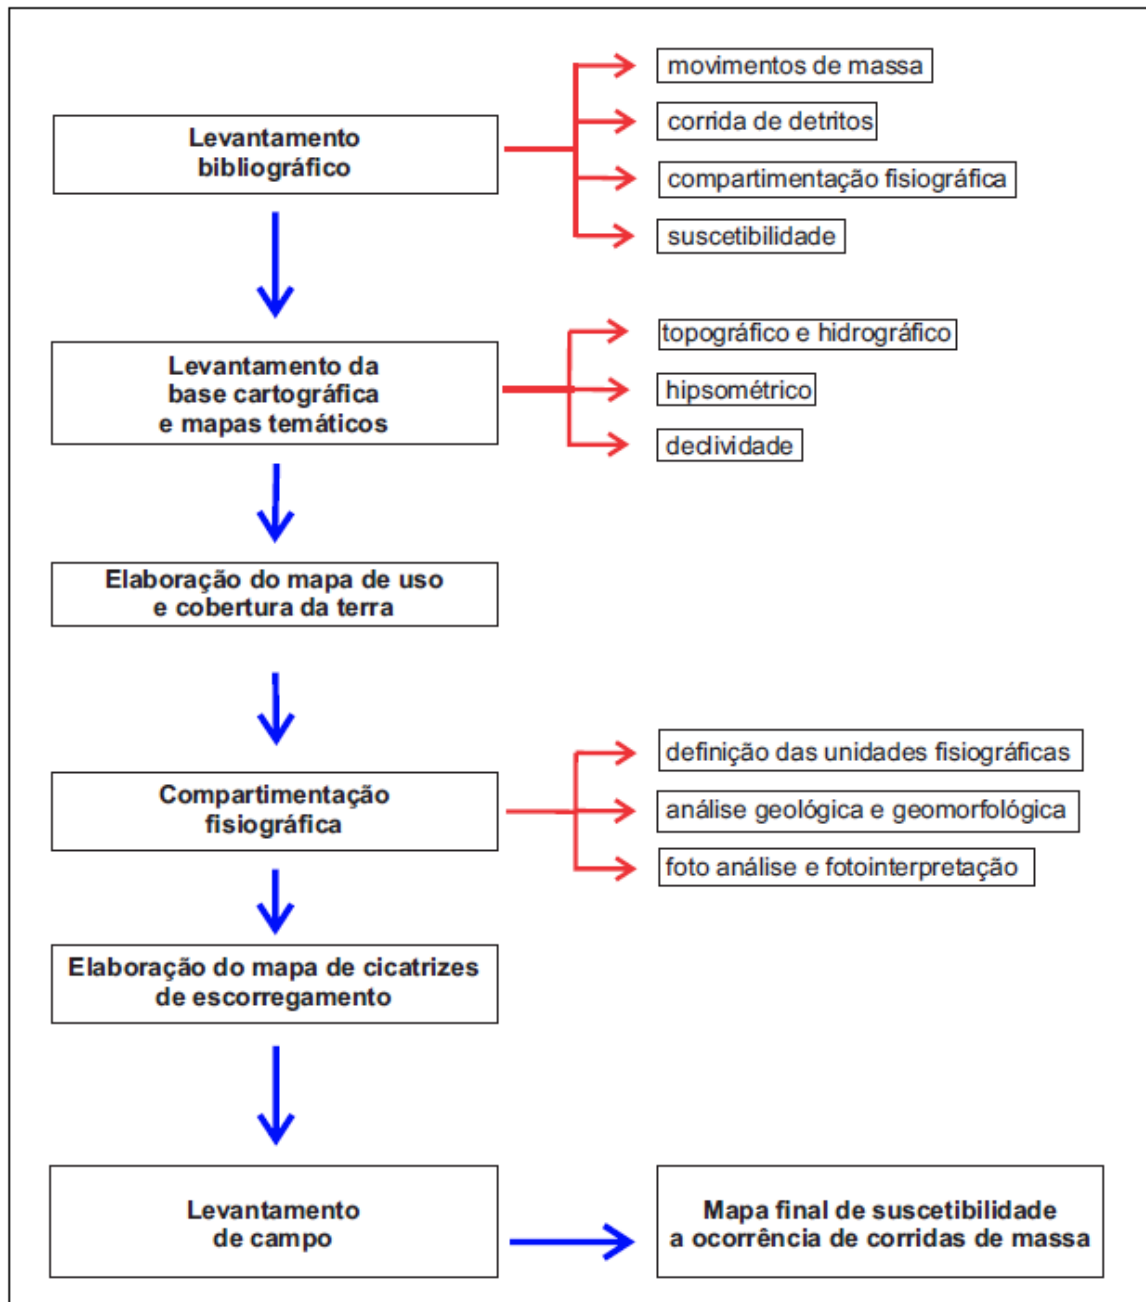 Levantamento
bibliográfico
movimentos de massa
corrida de detritos
compartimentação fisiográfica
suscetibilidade
Levantamento da
base cartográfica
e mapas temáticos
topográfico e hidrográfico
hipsométrico
declividade
Elaboração do mapa de uso
e cobertura da terra
Compartimentação
fisiográfica
definição das unidades fisiográficas
análise geológica e geomorfológica
foto análise e fotointerpretação
Elaboração do mapa de cicatrizes
de escorregamento
Levantamento
de campo
Mapa final de suscetibilidade
a ocorrência de corridas de massa